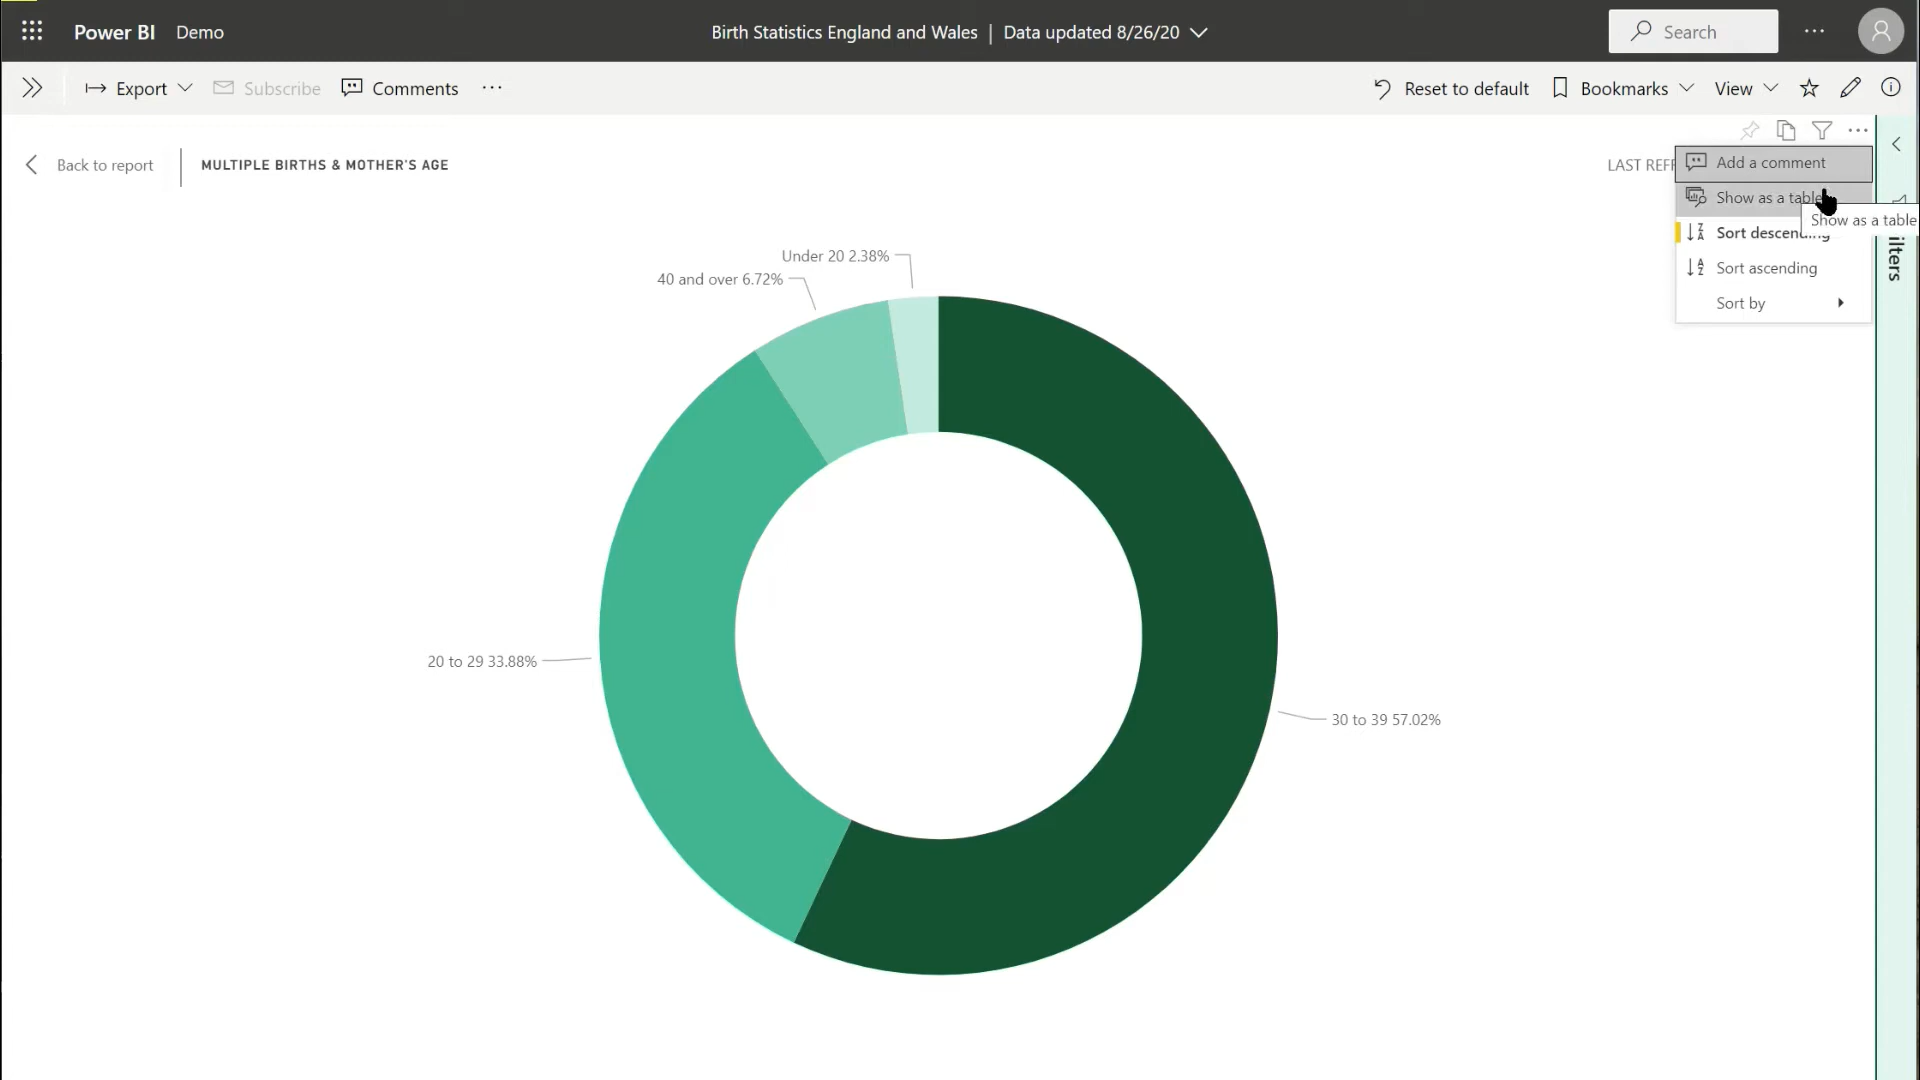 Power BI Demo
Birth Statistics England and Wales | Data updated 8/26/20
Search
Export
Subscribe
Comments
Reset to default
Bookmarks
View
Back to report
MULTIPLE BIRTHS & MOTHER'S AGE
LAST
Add a comment
Show as a table
Show as a table
Sort descending
Sort ascending
Sort by
Under 20 2.38%
40 and over 6.72%
20 to 29 33.88%
30 to 39 57.02%